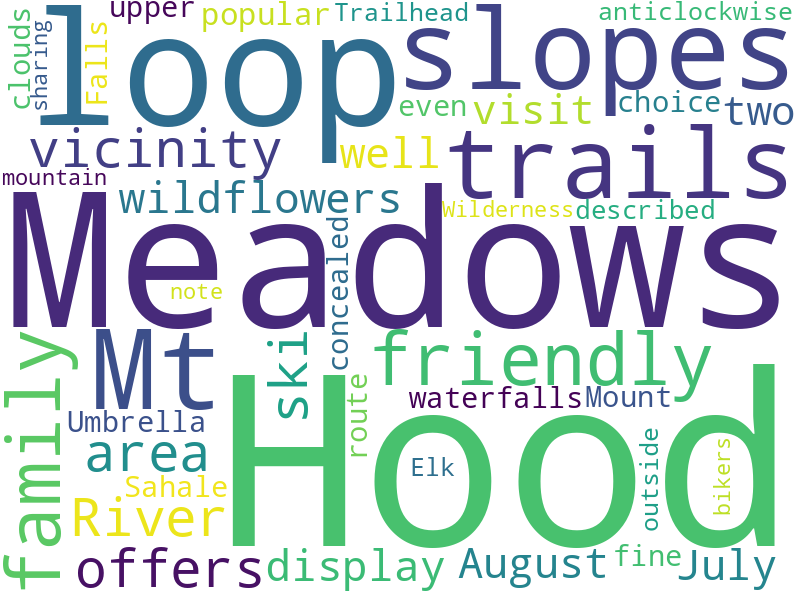 upper
popular
Trailhead
anticlockwise
clouds
sharing
Falls
loop
slopes
even
visit
choice
two
vicinity
well
trails
mountain
wildflowers
Wilderness
described
Meadows
concealed
note
family
Mt
ski
friendly
route
waterfalls
Mount
Umbrella
area
Hood
Elk
outside
bikers
Sahale
River
offers
display
August
fine
July